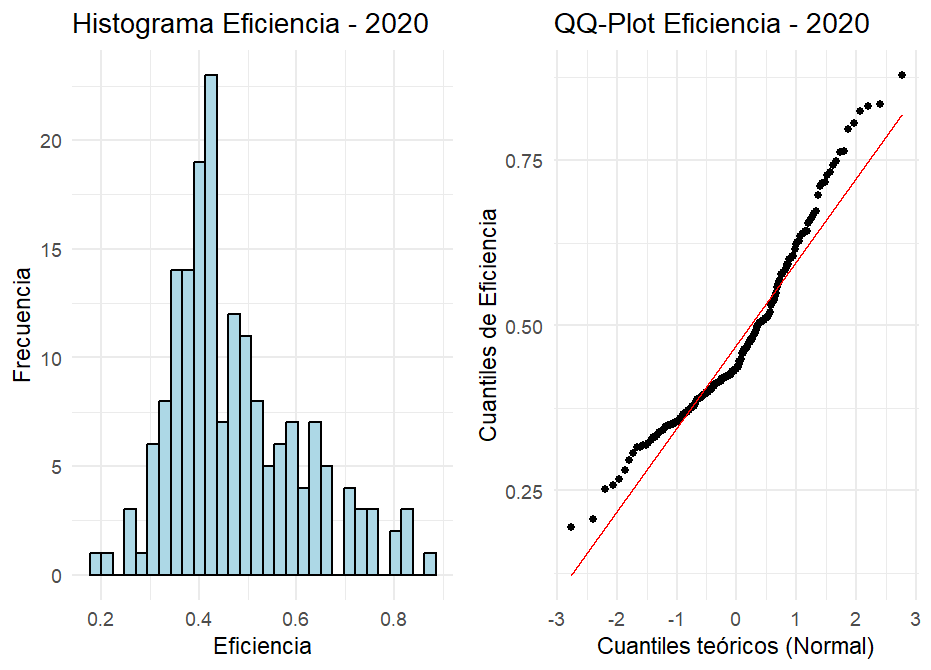 Histograma Eficiencia - 2020
Frecuencia
20
15
10
5
0
0.2 0.4 0.6 0.8
Eficiencia
QQ-Plot Eficiencia - 2020
Cuantiles de Eficiencia
0.75
0.50
0.25
-3 -2 -1 0 1 2 3
Cuantiles teóricos (Normal)